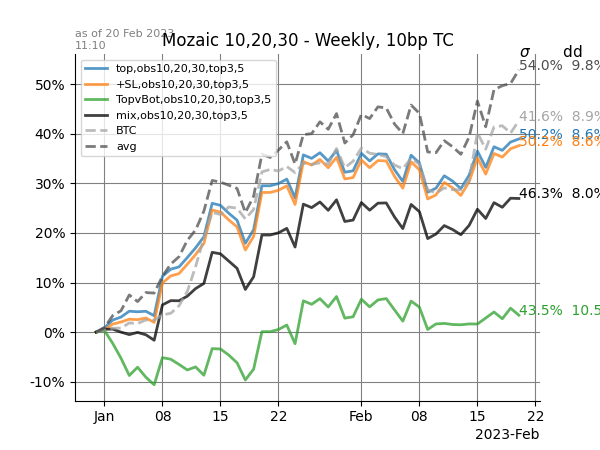 as of 20 Feb 2023
11:10
Mozaic 10,20,30 - Weekly, 10bp TC
σ dd
top,obs10,20,30,top3,5
+SL,obs10,20,30,top3,5
TopvBot,obs10,20,30,top3,5
mix,obs10,20,30,top3,5
BTC
avg
54.0% 9.8%
41.6% 8.9%
50.2% 8.6%
50.2% 8.6%
46.3% 8.0%
43.5% 10.5
50%
40%
30%
20%
10%
0%
-10%
Jan 08 15 22 Feb 08 15 22
2023-Feb